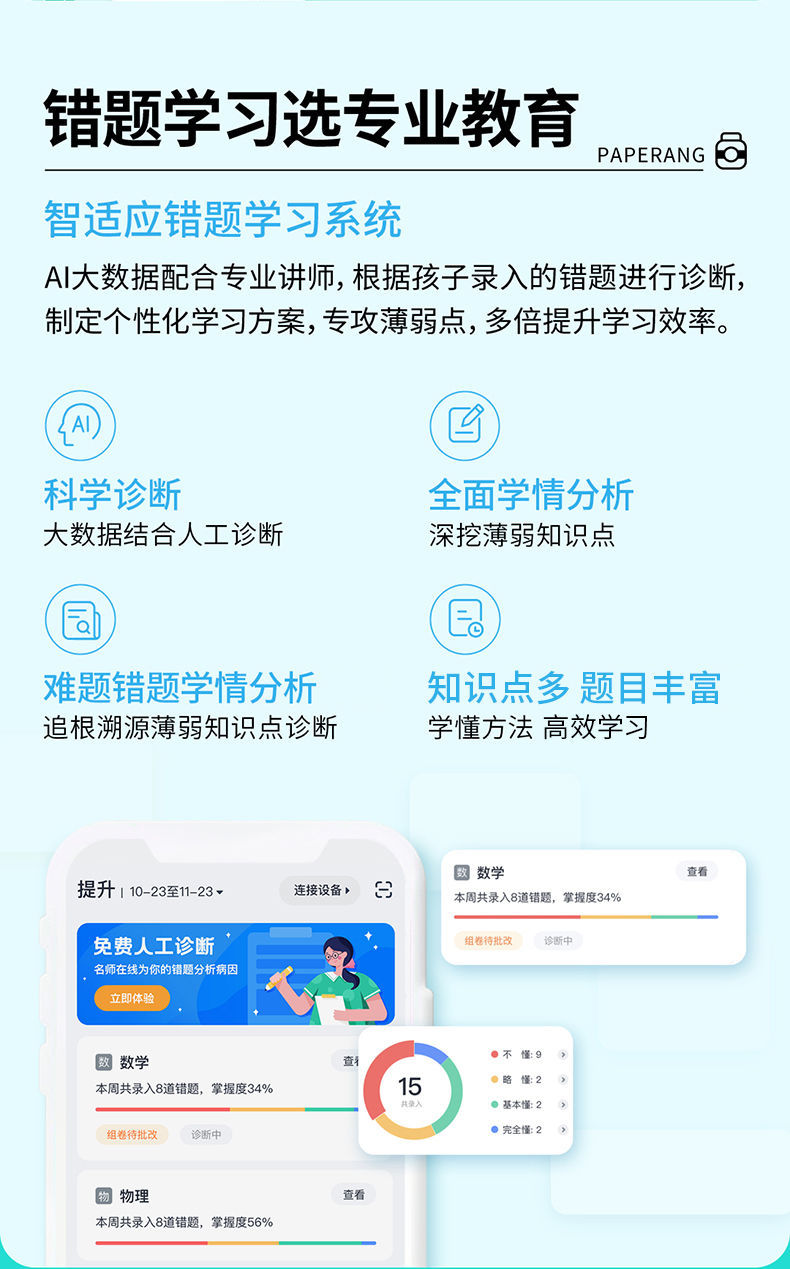 错题学习选专业教育
PAPERANG
智适应错题学习系统
AI大数据配合专业讲师，根据孩子录入的错题进行诊断，
制定个性化学习方案，专攻薄弱点，多倍提升学习效率。
AI
科学诊断
大数据结合人工诊断
全面学情分析
深挖薄弱知识点
难题错题学情分析
追根溯源薄弱知识点诊断
知识点多 题目丰富
学懂方法 高效学习
提升 | 10-23至11-23
连接设备
免费人工诊断
名师在线为你的错题分析病因
立即体验
数 数学
查看
本周共录入8道错题，掌握度34%
组卷待批改 诊断中
数 数学
查
本周共录入8道错题，掌握度34%
组卷待批改 诊断中
15
共录入
不 懂: 9
略 懂: 2
基本懂: 2
完全懂: 2
物 物理
查看
本周共录入8道错题，掌握度56%